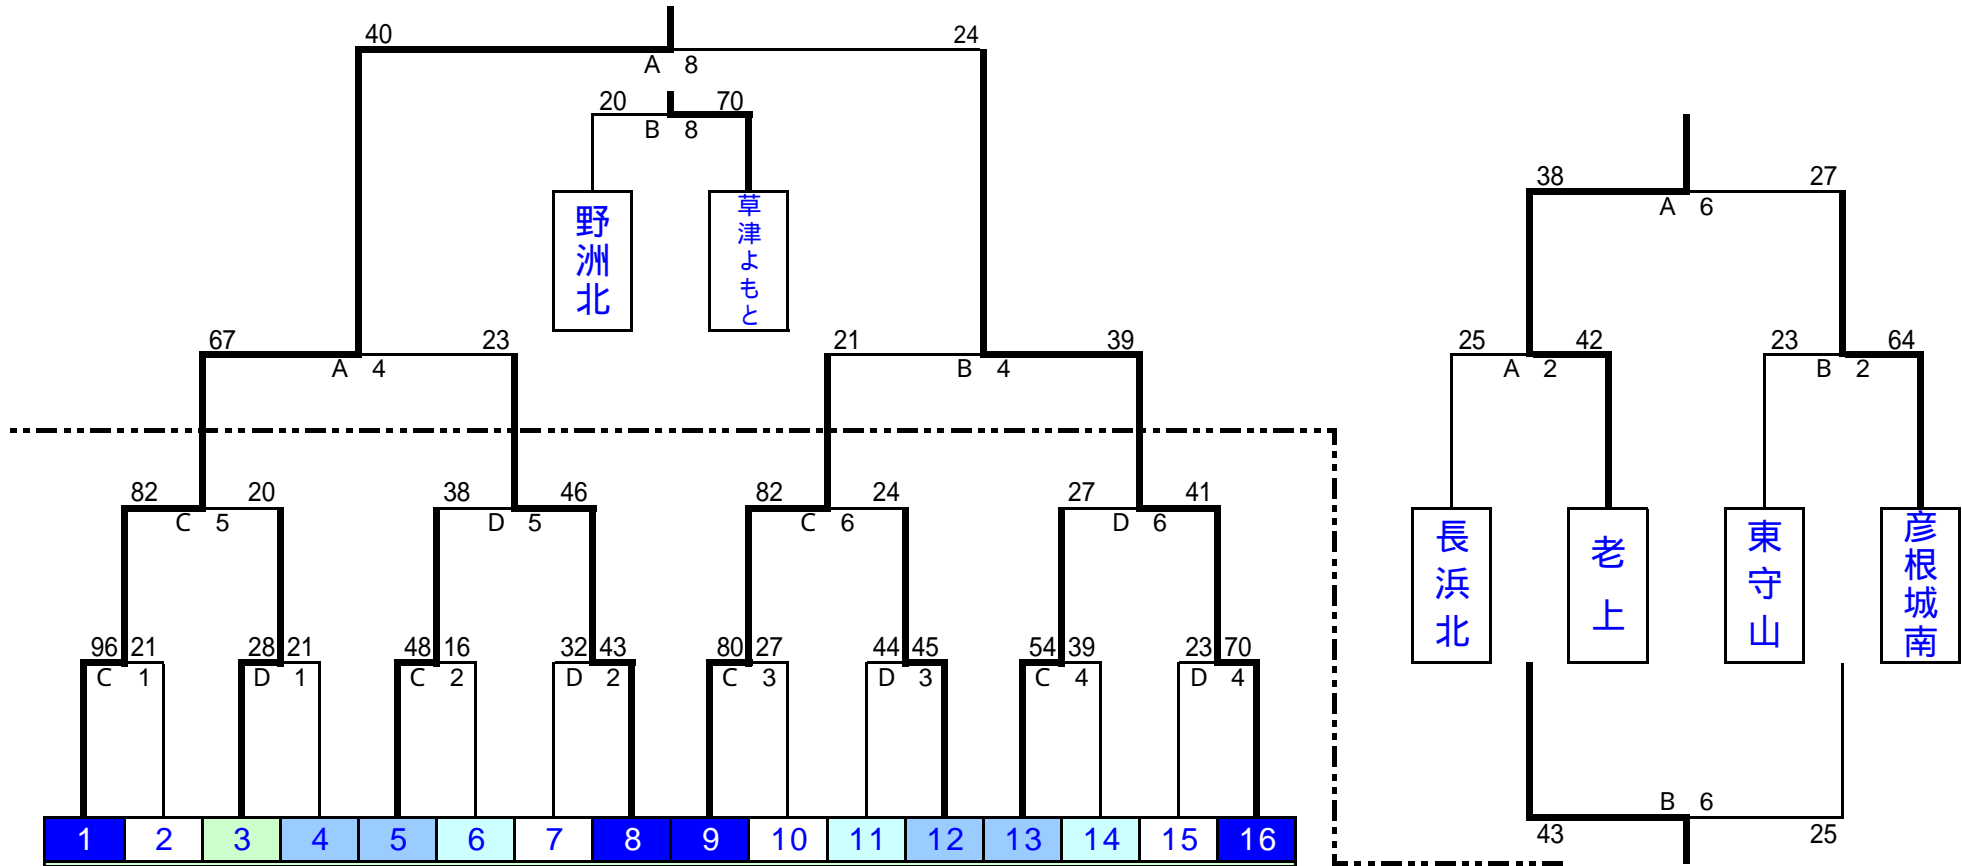 40 24
A 8
20 70
B 8
野洲北
草津よもと
38 27
A 6
67 23 21 39
A 4 B 4
25 42 23 64
A 2 B 2
82 20 38 46 82 24 27 41
C 5 D 5 C 6 D 6
長浜北
老上
東守山
彦根城南
96 21 28 21 48 16 32 43 80 27 44 45 54 39 23 70
C 1 D 1 C 2 D 2 C 3 D 3 C 4 D 4
B 6
43 25
1 2 3 4 5 6 7 8 9 10 11 12 13 14 15 16